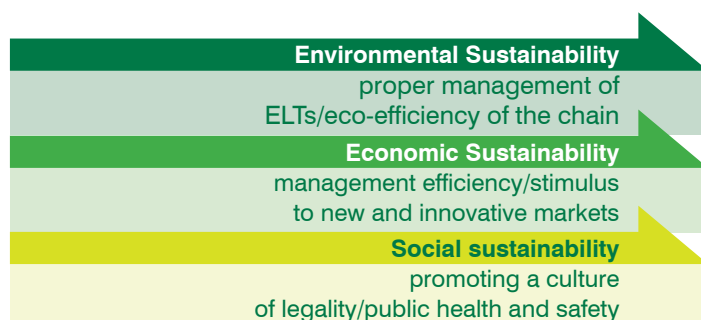 Environmental Sustainability
proper management of
ELTs/eco-efficiency of the chain
Economic Sustainability
management efficiency/stimulus
to new and innovative markets
Social sustainability
promoting a culture
of legality/public health and safety